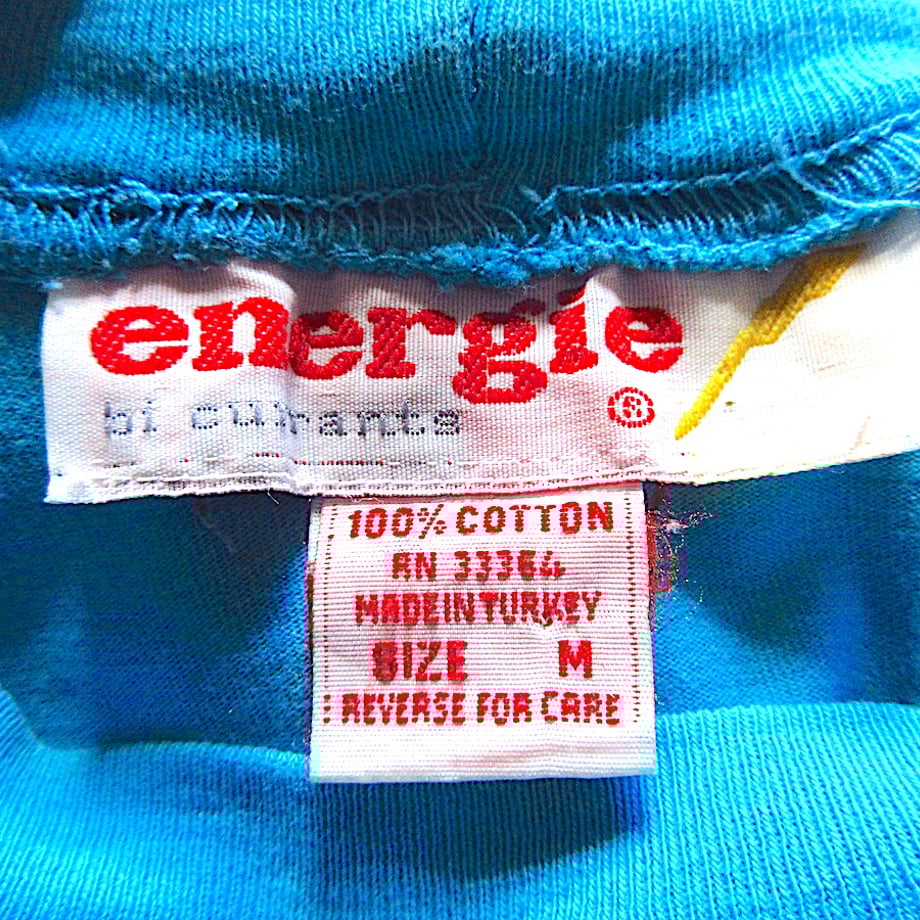 energie
bi currants
®
100% COTTON
RN 33364
MADE IN TURKEY
SIZE M
REVERSE FOR CARE